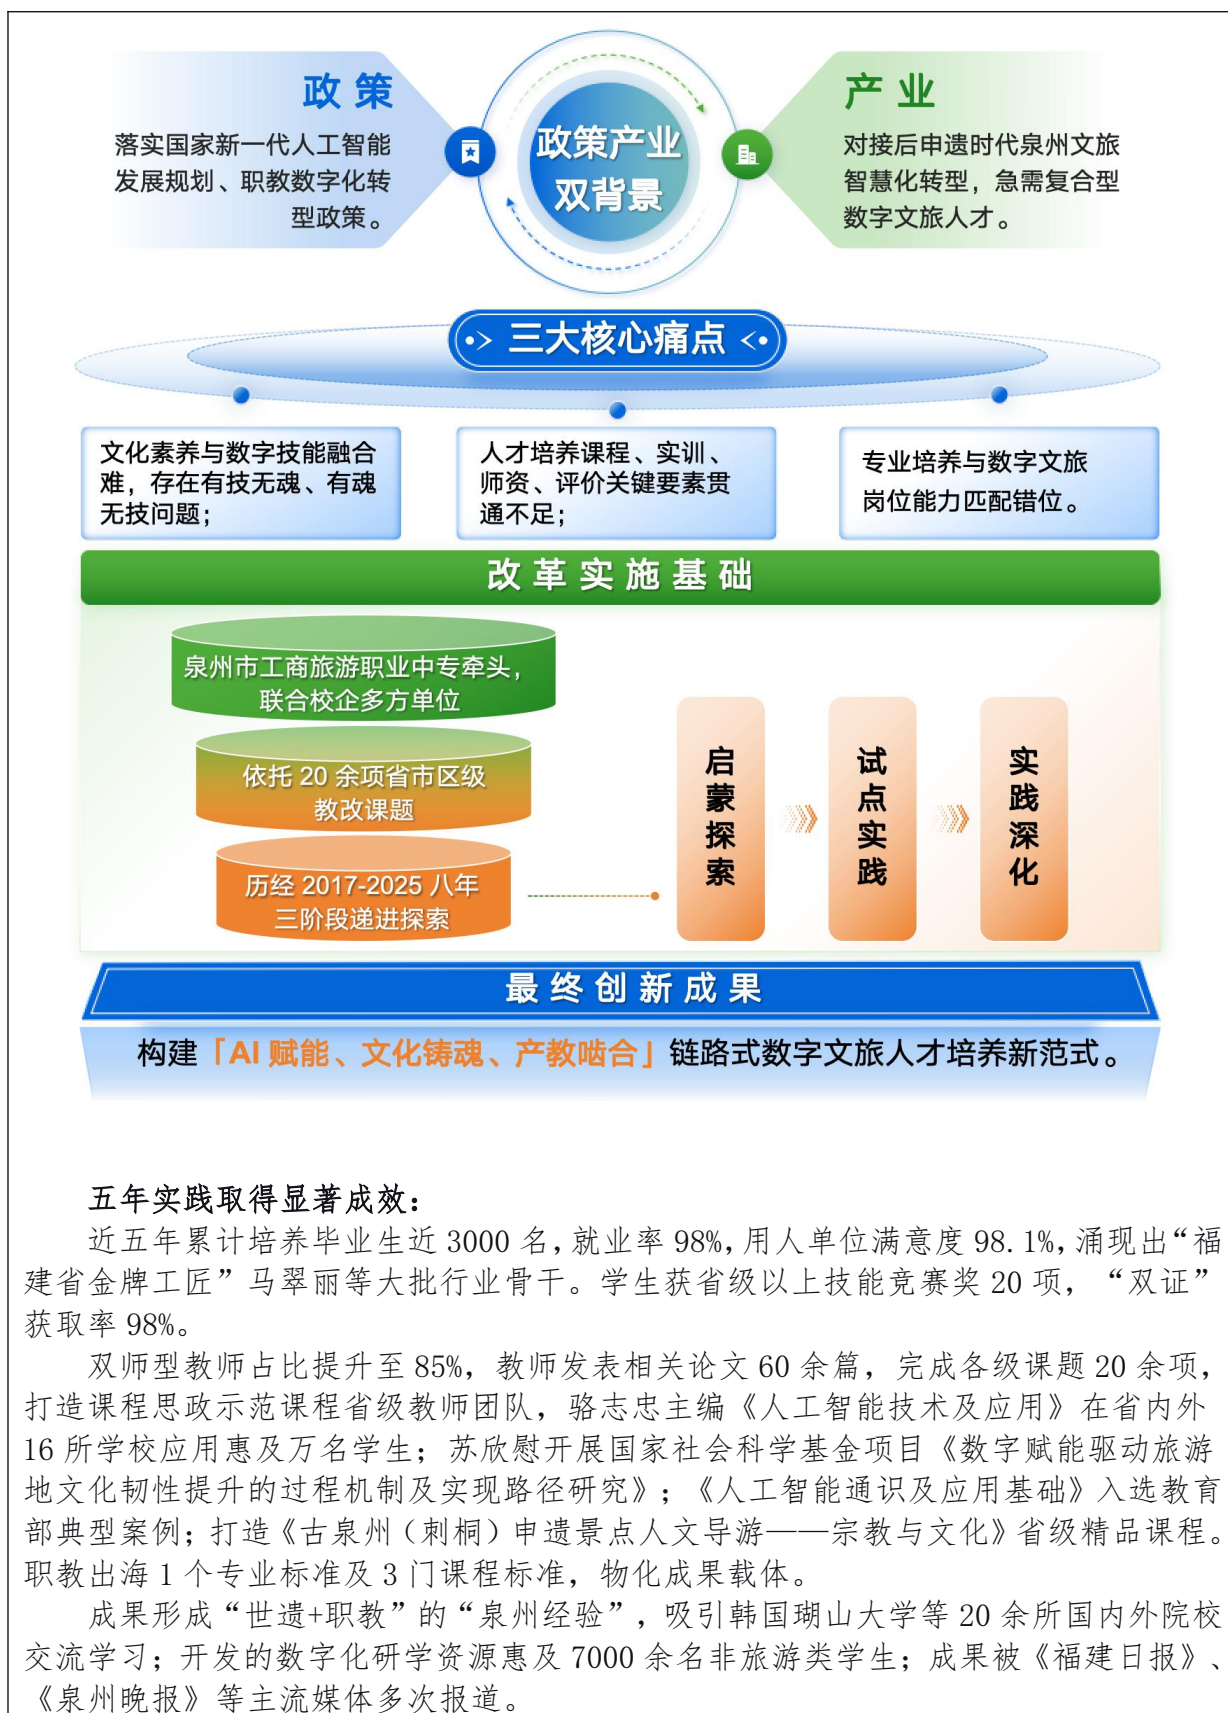 政策
落实国家新一代人工智能
发展规划、职教数字化转
型政策。
政策产业
双背景
产业
对接后申遗时代泉州文旅
智慧化转型，急需复合型
数字文旅人才。
三大核心痛点
文化素养与数字技能融合
难，存在有技无魂、有魂
无技问题；
人才培养课程、实训、
师资、评价关键要素贯
通不足；
专业培养与数字文旅
岗位能力匹配错位。
改革实施基础
泉州市工商旅游职业中专牵头，
联合校企多方单位
依托 20 余项省市区级
教改课题
历经 2017-2025 八年
三阶段递进探索
启蒙探索
试点实践
实践深化
最终创新成果
构建「AI 赋能、文化铸魂、产教啮合」链路式数字文旅人才培养新范式。
五年实践取得显著成效：
近五年累计培养毕业生近 3000 名，就业率 98%，用人单位满意度 98.1%，涌现出“福
建省金牌工匠”马翠丽等大批行业骨干。学生获省级以上技能竞赛奖 20 项，“双证”
获取率 98%。
双师型教师占比提升至 85%，教师发表相关论文 60 余篇，完成各级课题 20 余项，
打造课程思政示范课程省级教师团队，骆志忠主编《人工智能技术及应用》在省内外
16 所学校应用惠及万名学生；苏欣慰开展国家社会科学基金项目《数字赋能驱动旅游
地文化韧性提升的过程机制及实现路径研究》；《人工智能通识及应用基础》入选教育
部典型案例；打造《古泉州（刺桐）申遗景点人文导游——宗教与文化》省级精品课程。
职教出海 1 个专业标准及 3 门课程标准，物化成果载体。
成果形成“世遗+职教”的“泉州经验”，吸引韩国瑚山大学等 20 余所国内外院校
交流学习；开发的数字化研学资源惠及 7000 余名非旅游类学生；成果被《福建日报》、
《泉州晚报》等主流媒体多次报道。